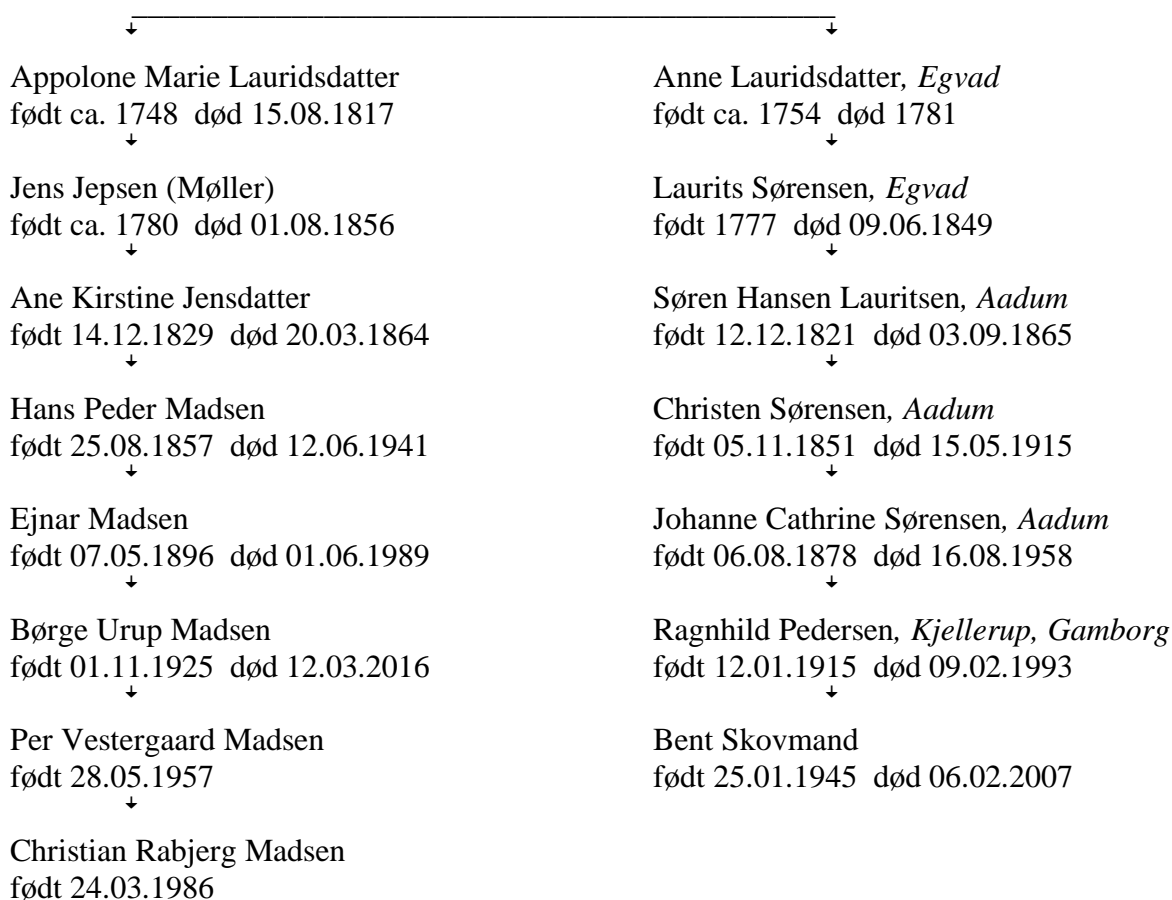 Appolone Marie Lauridsdatter
født ca. 1748 død 15.08.1817
Jens Jepsen (Møller)
født ca. 1780 død 01.08.1856
Ane Kirstine Jensdatter
født 14.12.1829 død 20.03.1864
Hans Peder Madsen
født 25.08.1857 død 12.06.1941
Ejnar Madsen
født 07.05.1896 død 01.06.1989
Børge Urup Madsen
født 01.11.1925 død 12.03.2016
Per Vestergaard Madsen
født 28.05.1957
Christian Rabjerg Madsen
født 24.03.1986
Anne Lauridsdatter, Egvad
født ca. 1754 død 1781
Laurits Sørensen, Egvad
født 1777 død 09.06.1849
Søren Hansen Lauritsen, Aadum
født 12.12.1821 død 03.09.1865
Christen Sørensen, Aadum
født 05.11.1851 død 15.05.1915
Johanne Cathrine Sørensen, Aadum
født 06.08.1878 død 16.08.1958
Ragnhild Pedersen, Kjellerup, Gamborg
født 12.01.1915 død 09.02.1993
Bent Skovmand
født 25.01.1945 død 06.02.2007